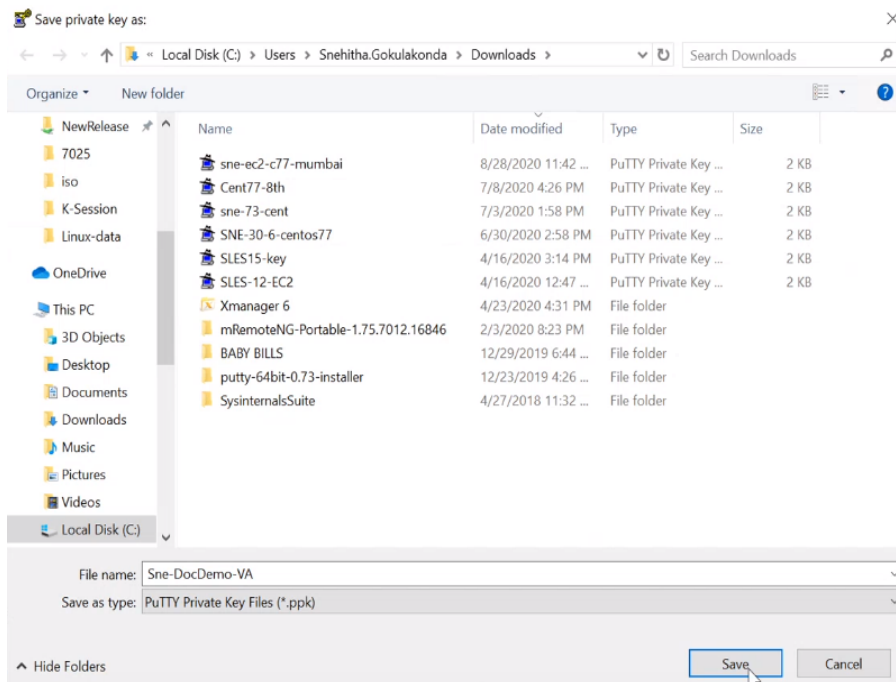 Save private key as:
« Local Disk (C:) > Users > Snehitha.Gokulakonda > Downloads >
Search Downloads
Organize
New folder
Name Date modified Type Size
NewRelease
7025
iso
K-Session
Linux-data
OneDrive
This PC
3D Objects
Desktop
Documents
Downloads
Music
Pictures
Videos
Local Disk (C:)
sne-ec2-c77-mumbai 8/28/2020 11:42 ... PuTTY Private Key ... 2 KB
Cent77-8th 7/8/2020 4:26 PM PuTTY Private Key ... 2 KB
sne-73-cent 7/3/2020 1:58 PM PuTTY Private Key ... 2 KB
SNE-30-6-centos77 6/30/2020 2:58 PM PuTTY Private Key ... 2 KB
SLES15-key 4/16/2020 3:14 PM PuTTY Private Key ... 2 KB
SLES-12-EC2 4/16/2020 12:47 ... PuTTY Private Key ... 2 KB
Xmanager 6 4/23/2020 4:31 PM File folder
mRemoteNG-Portable-1.75.7012.16846 2/3/2020 8:23 PM File folder
BABY BILLS 12/29/2019 6:44 ... File folder
putty-64bit-0.73-installer 12/23/2019 4:26 ... File folder
SysinternalsSuite 4/27/2018 11:32 ... File folder
File name: Sne-DocDemo-VA
Save as type: PuTTY Private Key Files (*.ppk)
Hide Folders
Save
Cancel